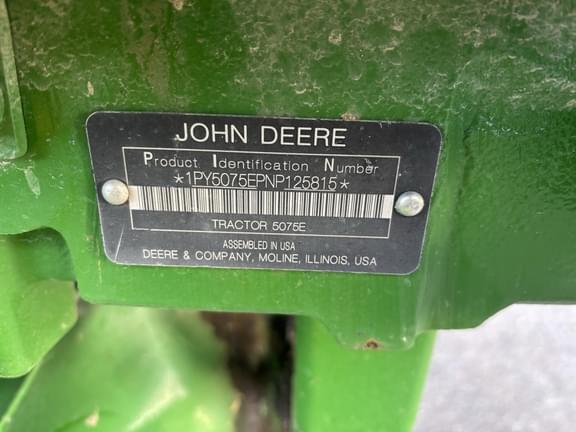 JOHN DEERE
Product Identification Number
*1PY5075EPNP125815*
TRACTOR 5075E
ASSEMBLED IN USA
DEERE & COMPANY, MOLINE, ILLINOIS, USA